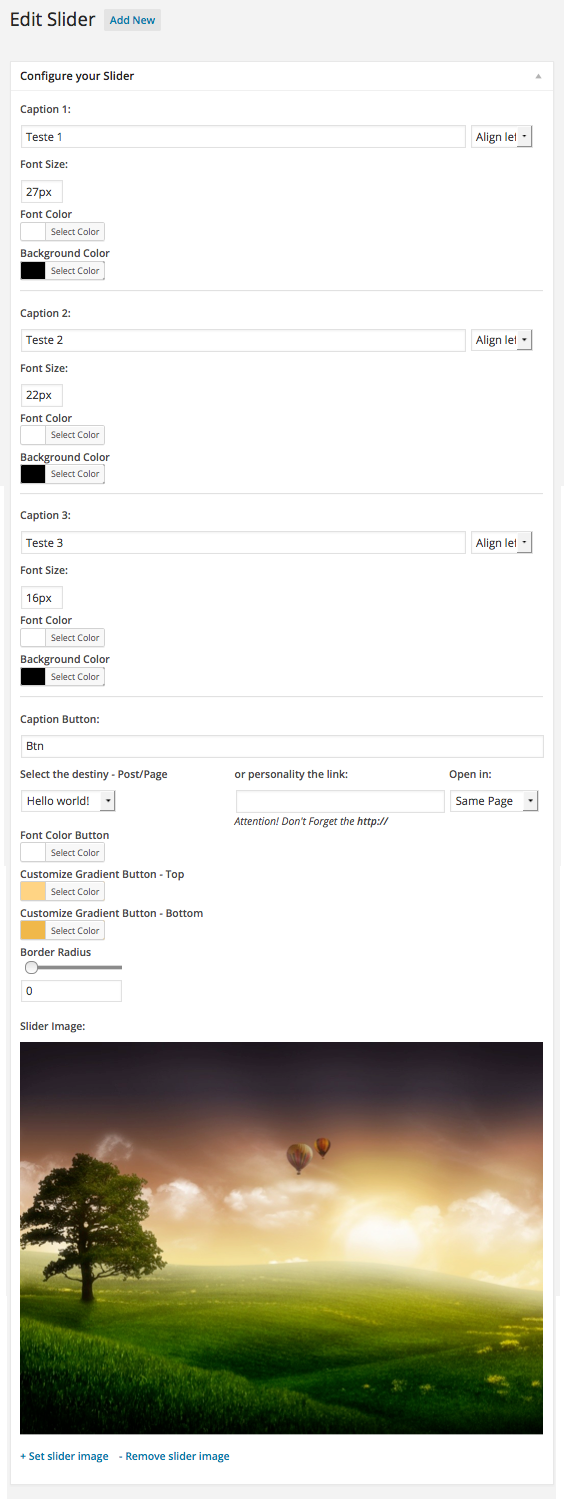 Edit Slider Add New
Configure your Slider
Caption 1:
Teste 1 Align lef
Font Size:
27px
Font Color
Select Color
Background Color
Select Color
Caption 2:
Teste 2 Align lef
Font Size:
22px
Font Color
Select Color
Background Color
Select Color
Caption 3:
Teste 3 Align lef
Font Size:
16px
Font Color
Select Color
Background Color
Select Color
Caption Button:
Btn
Select the destiny - Post/Page or personality the link: Open in:
Hello world! Same Page
Attention! Don't Forget the http://
Font Color Button
Select Color
Customize Gradient Button - Top
Select Color
Customize Gradient Button - Bottom
Select Color
Border Radius
0
Slider Image:
+ Set slider image - Remove slider image